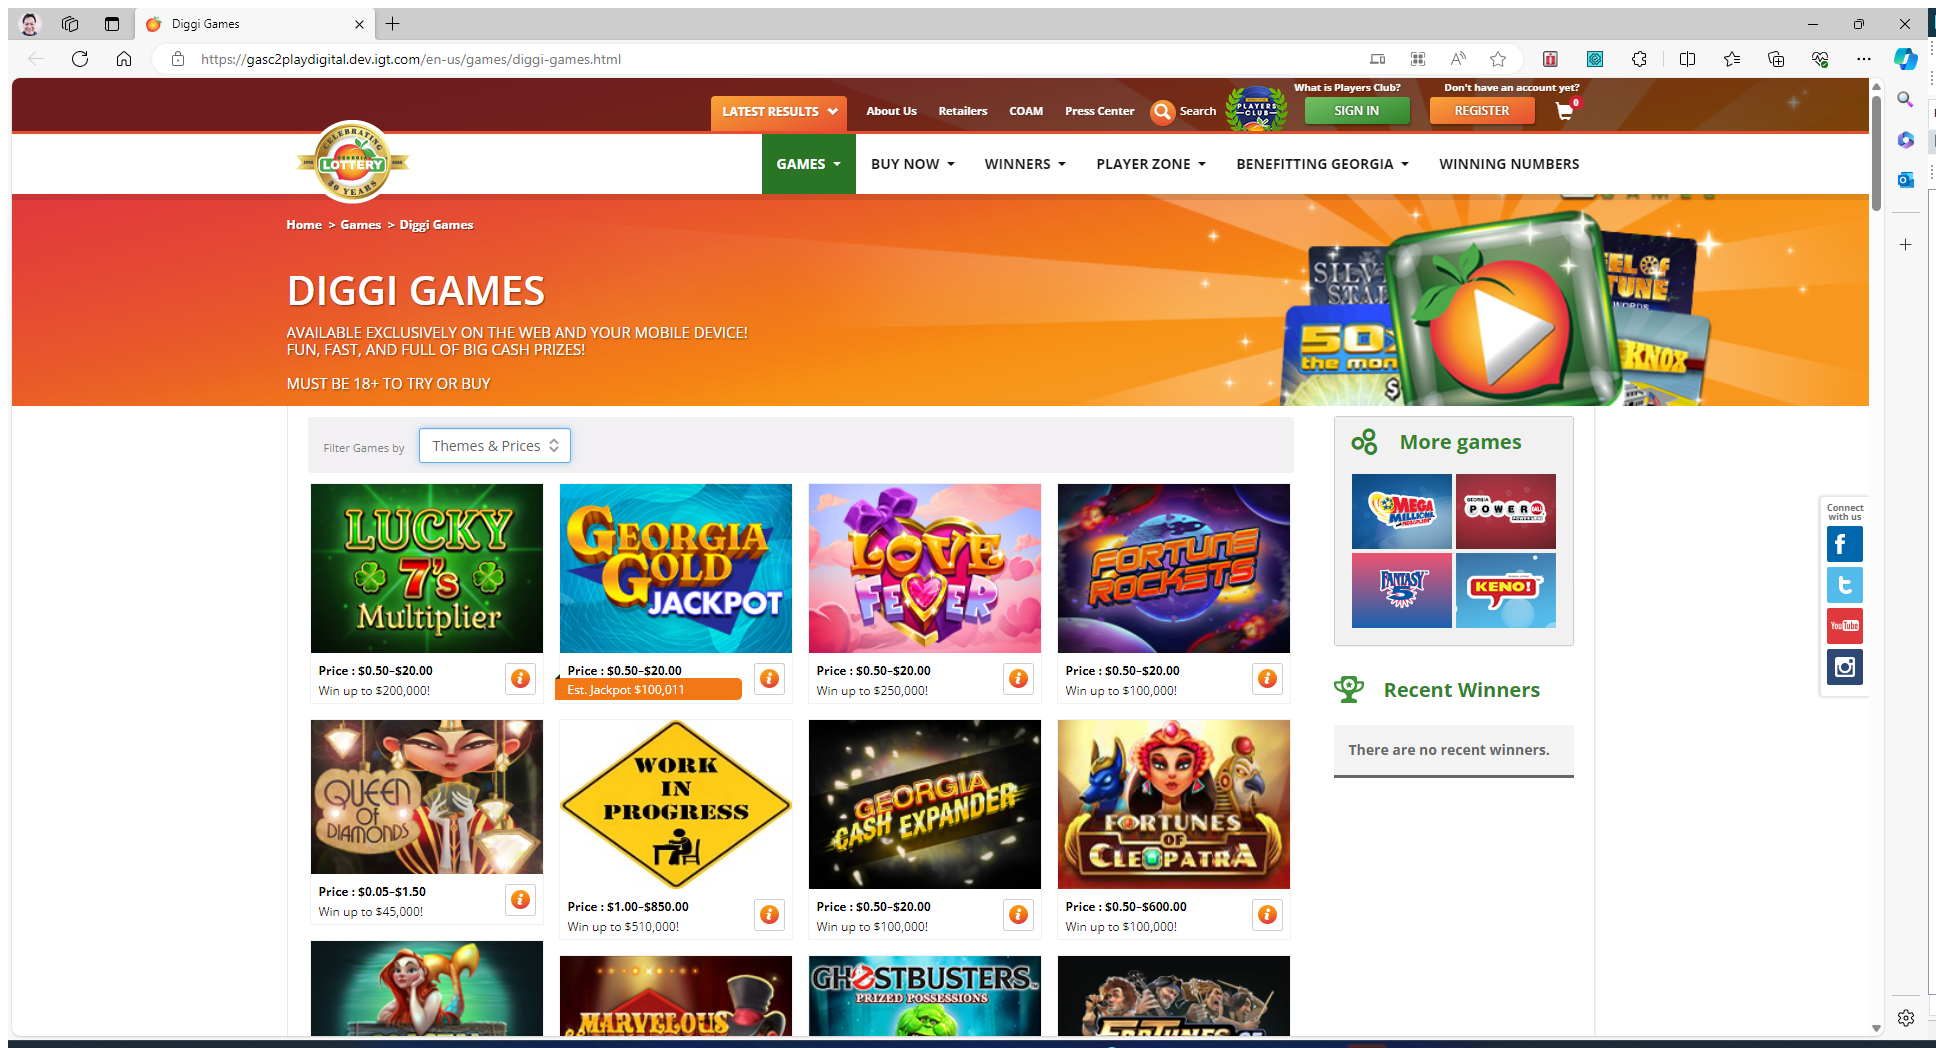 Diggi Games
https://gasc2playdigital.dev.igt.com/en-us/games/diggi-games.html
What is Players Club?
Don't have an account yet?
LATEST RESULTS
About Us
Retailers
COAM
Press Center
Search
PLAYERS
CLUB
SIGN IN
REGISTER
0
CELEBRATING
GEORGIA
LOTTERY
30 YEARS
GAMES
BUY NOW
WINNERS
PLAYER ZONE
BENEFITTING GEORGIA
WINNING NUMBERS
Home > Games > Diggi Games
DIGGI GAMES
AVAILABLE EXCLUSIVELY ON THE WEB AND YOUR MOBILE DEVICE!
FUN, FAST, AND FULL OF BIG CASH PRIZES!
MUST BE 18+ TO TRY OR BUY
Filter Games by
Themes & Prices
More games
MEGA
MILLIONS
GEORGIA
POWER
FANTASY
5
KENO!
Connect
with us
You Tube
LUCKY
7's
Multiplier
GEORGIA
GOLD
JACKPOT
LOVE
FEVER
FORTUNE
ROCKETS
Price : $0.50–$20.00
Win up to $200,000!
Price : $0.50–$20.00
Est. Jackpot $100,011
Price : $0.50–$20.00
Win up to $250,000!
Price : $0.50–$20.00
Win up to $100,000!
Recent Winners
There are no recent winners.
QUEEN
OF
DIAMONDS
WORK
IN
PROGRESS
GEORGIA
CASH EXPANDER
FORTUNES
OF
CLEOPATRA
Price : $0.05–$1.50
Win up to $45,000!
Price : $1.00–$850.00
Win up to $510,000!
Price : $0.50–$20.00
Win up to $100,000!
Price : $0.50–$600.00
Win up to $100,000!
MARVELOUS
GHOSTBUSTERS
PRIZED POSSESSIONS
FORTUNES OF